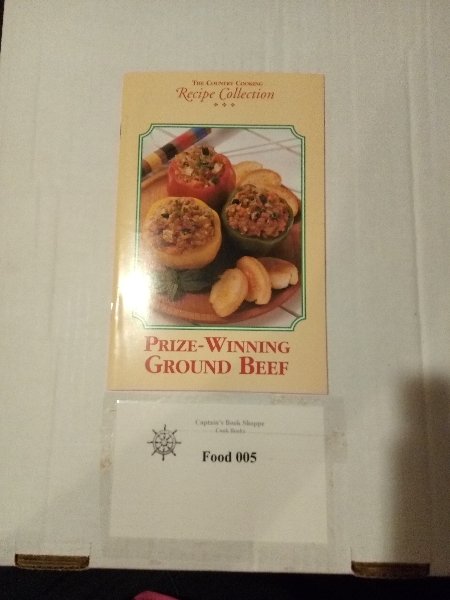 The Country Cooking
Recipe Collection
Prize-Winning
Ground Beef
Captain's Book Shoppe
Cook Books
Food 005